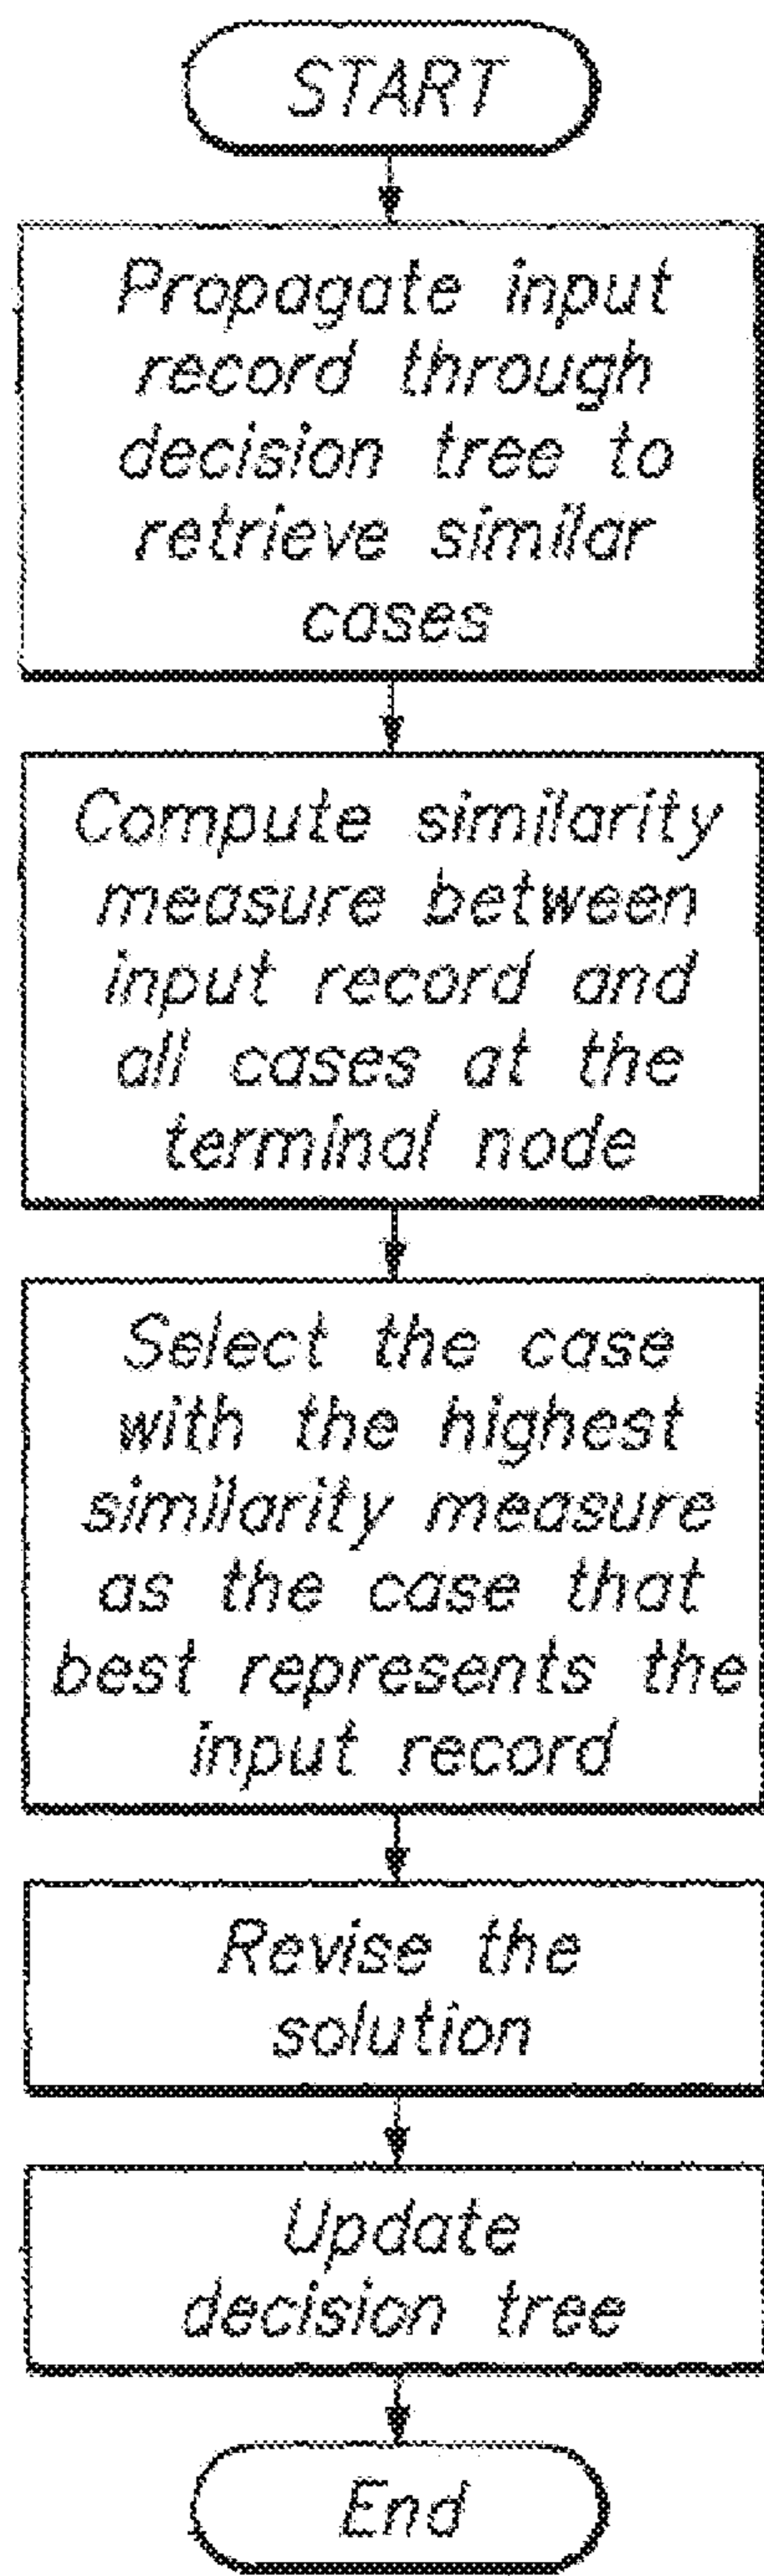 START
Propagate input
record through
decision tree to
retrieve similar
cases
Compute similarity
measure between
input record and
all cases at the
terminal node
Select the case
with the highest
similarity measure
as the case that
best represents the
input record
Revise the
solution
Update
decision tree
End